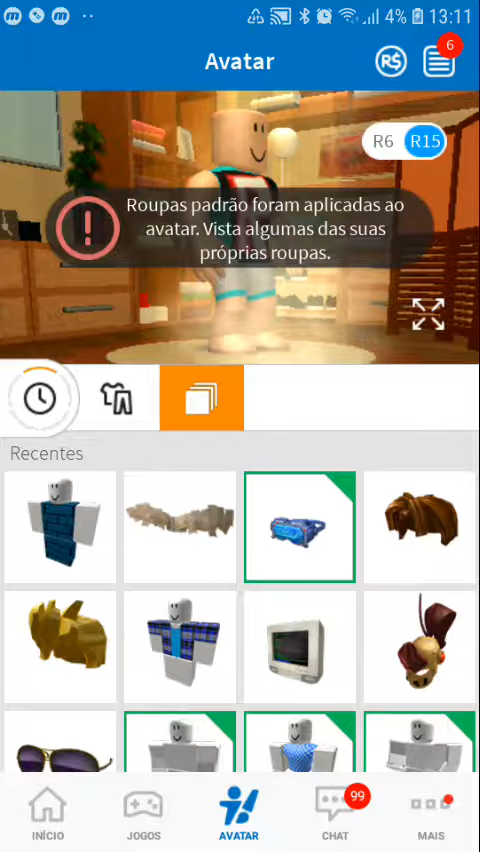 4% 13:11
Avatar
R$
6
R6 R15
Roupas padrão foram aplicadas ao
avatar. Vista algumas das suas
próprias roupas.
Recentes
99
INÍCIO JOGOS AVATAR CHAT MAIS